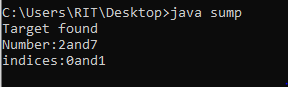 C:\Users\RIT\Desktop>java sump
Target found
Number:2and7
indices:0and1